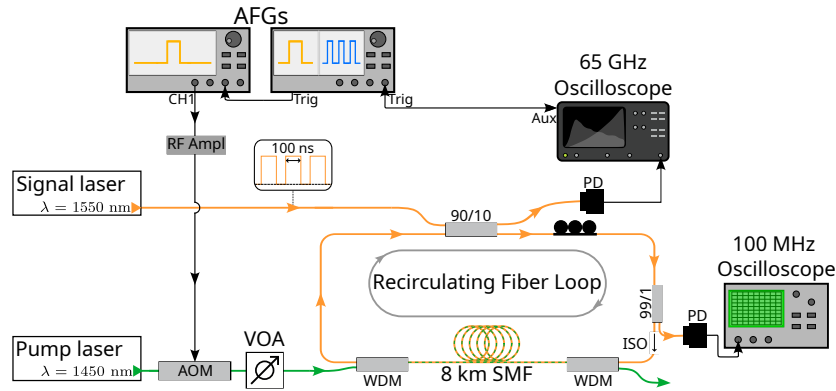 AFGs
65 GHz
Oscilloscope
CH1
Trig
Trig
Aux
RF Ampl
100 ns
Signal laser
λ = 1550 nm
PD
90/10
100 MHz
Oscilloscope
Recirculating Fiber Loop
99/1
PD
ISO
Pump laser
λ = 1450 nm
VOA
AOM
WDM
8 km SMF
WDM